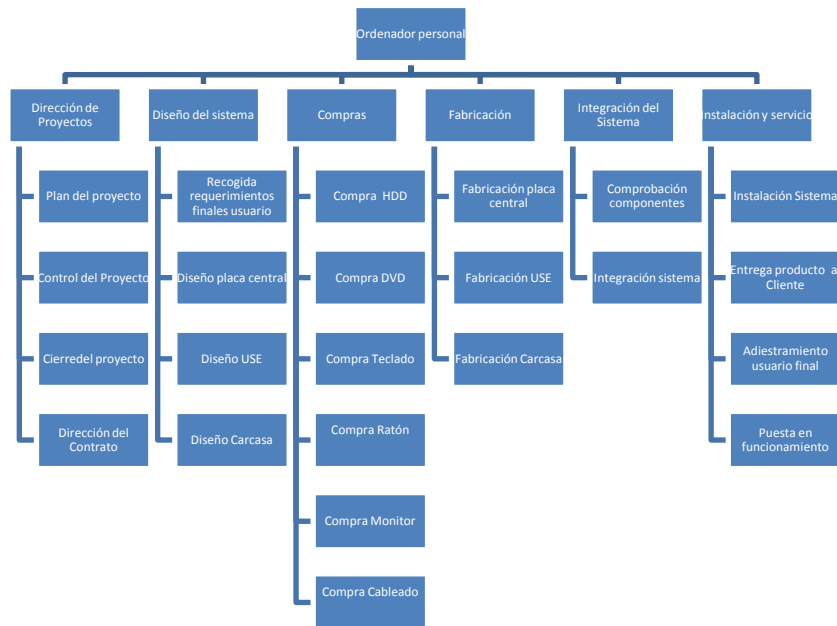 Ordenador personal
Dirección de
Proyectos
Diseño del sistema
Compras
Fabricación
Integración del
Sistema
Instalación y servicio
Plan del proyecto
Control del Proyecto
Cierredel proyecto
Dirección del
Contrato
Recogida
requerimientos
finales usuario
Diseño placa central
Diseño USE
Diseño Carcasa
Compra HDD
Compra DVD
Compra Teclado
Compra Ratón
Compra Monitor
Compra Cableado
Fabricación placa
central
Fabricación USE
Fabricación Carcasa
Comprobación
componentes
Integración sistema
Instalación Sistema
Entrega producto a
Cliente
Adiestramiento
usuario final
Puesta en
funcionamiento